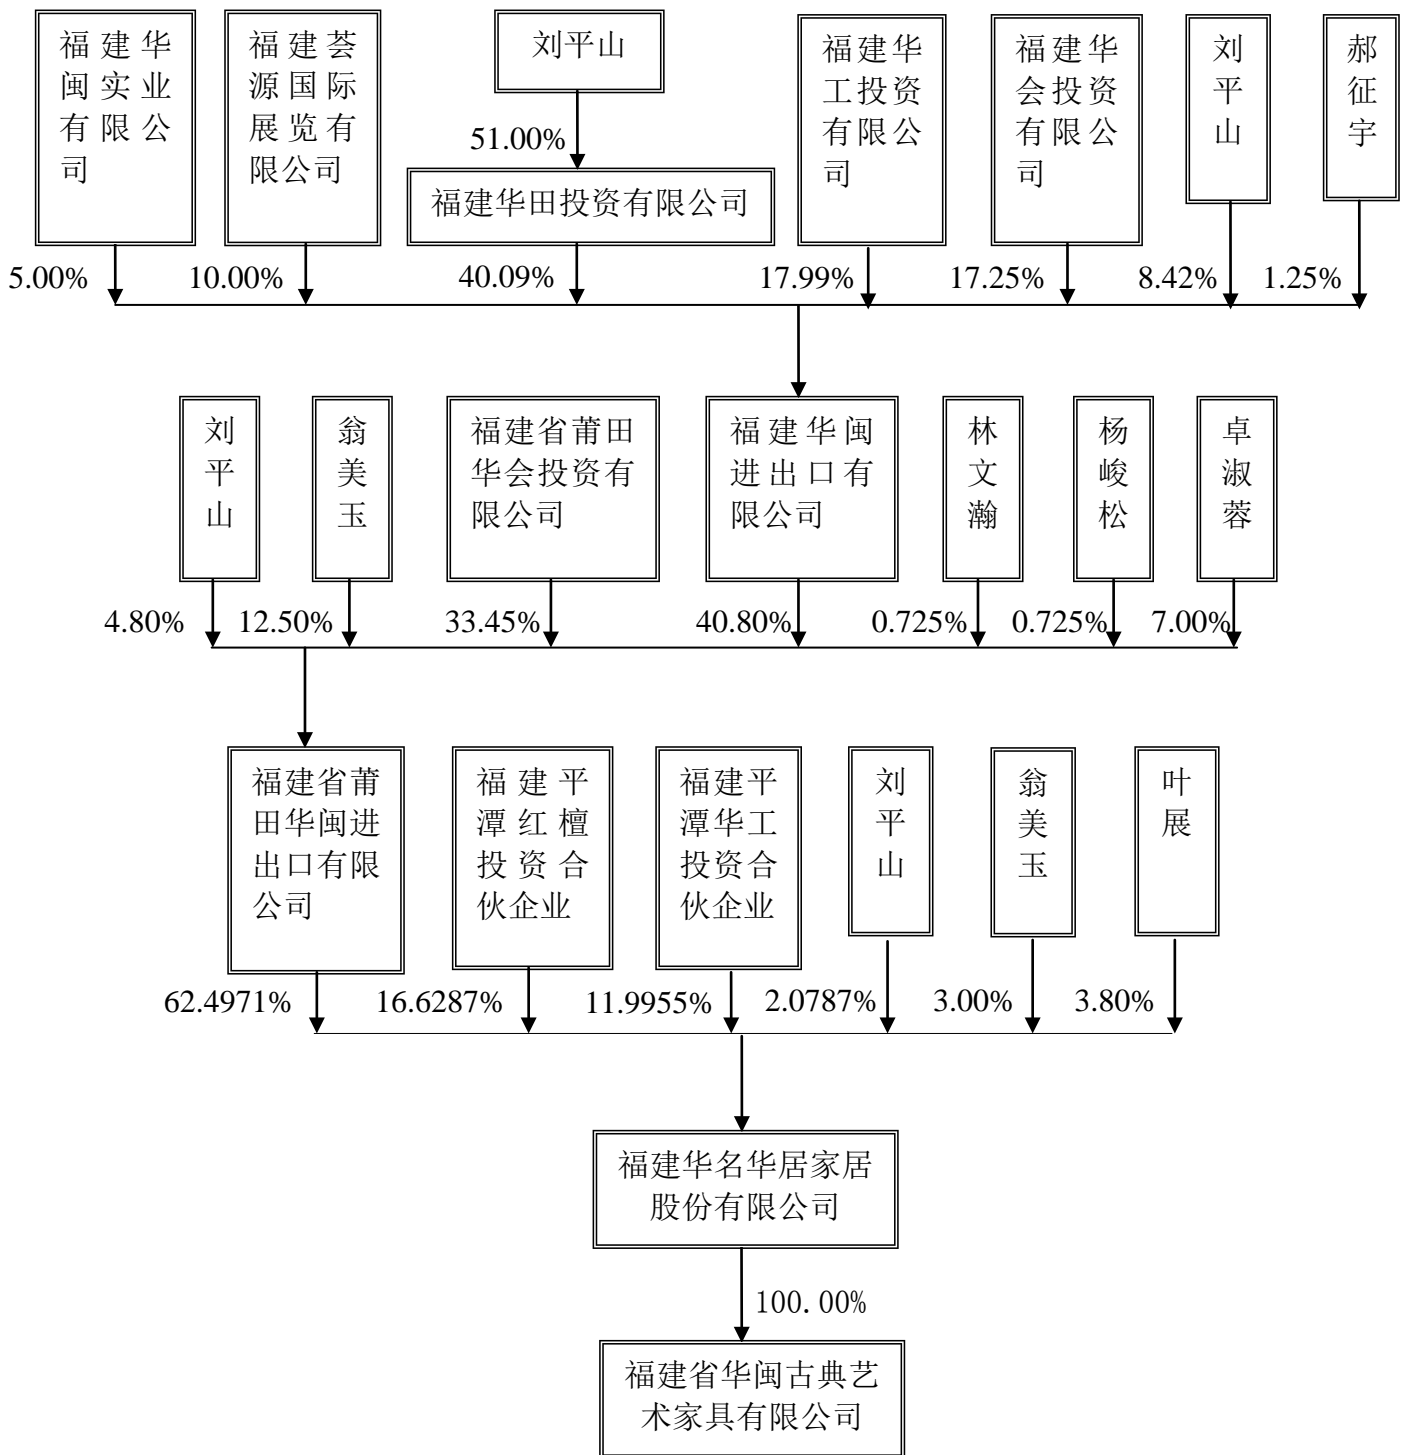 福建华
闽实业
有限公
司
福建荟
源国际
展览有
限公司
刘平山
51.00%
福建华田投资有限公司
福建华
工投资
有限公
司
福建华
会投资
有限公
司
刘
平
山
郝
征
宇
5.00%
10.00%
40.09%
17.99%
17.25%
8.42%
1.25%
刘
平
山
翁
美
玉
福建省莆田
华会投资有
限公司
福建华闽
进出口有
限公司
林
文
瀚
杨
峻
松
卓
淑
蓉
4.80%
12.50%
33.45%
40.80%
0.725%
0.725%
7.00%
福建省莆
田华闽进
出口有限
公司
福建平
潭红檀
投资合
伙企业
福建平
潭华工
投资合
伙企业
刘
平
山
翁
美
玉
叶
展
62.4971%
16.6287%
11.9955%
2.0787%
3.00%
3.80%
福建华名华居家居
股份有限公司
100.00%
福建省华闽古典艺
术家具有限公司